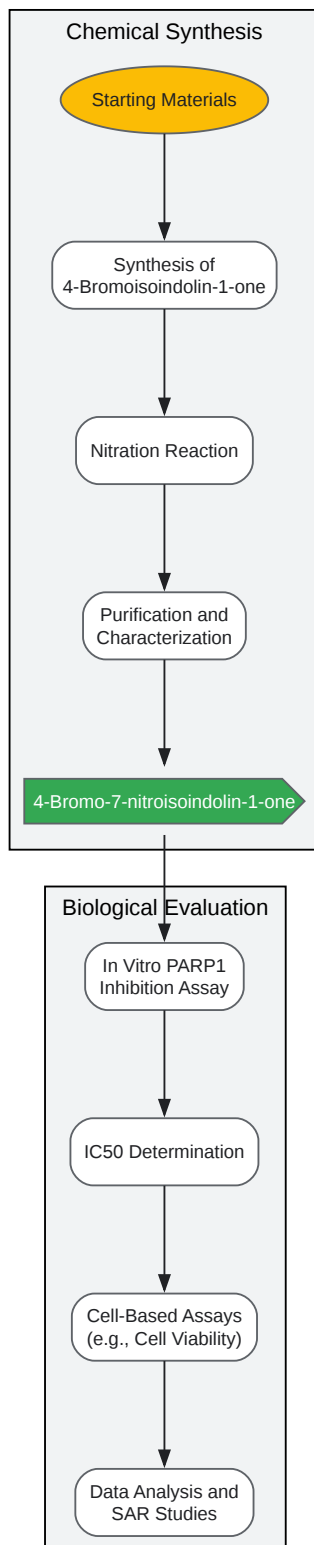 Chemical Synthesis
Starting Materials
Synthesis of
4-Bromoisoindolin-1-one
Nitration Reaction
Purification and
Characterization
4-Bromo-7-nitroisoindolin-1-one
Biological Evaluation
In Vitro PARP1
Inhibition Assay
IC50 Determination
Cell-Based Assays
(e.g., Cell Viability)
Data Analysis and
SAR Studies